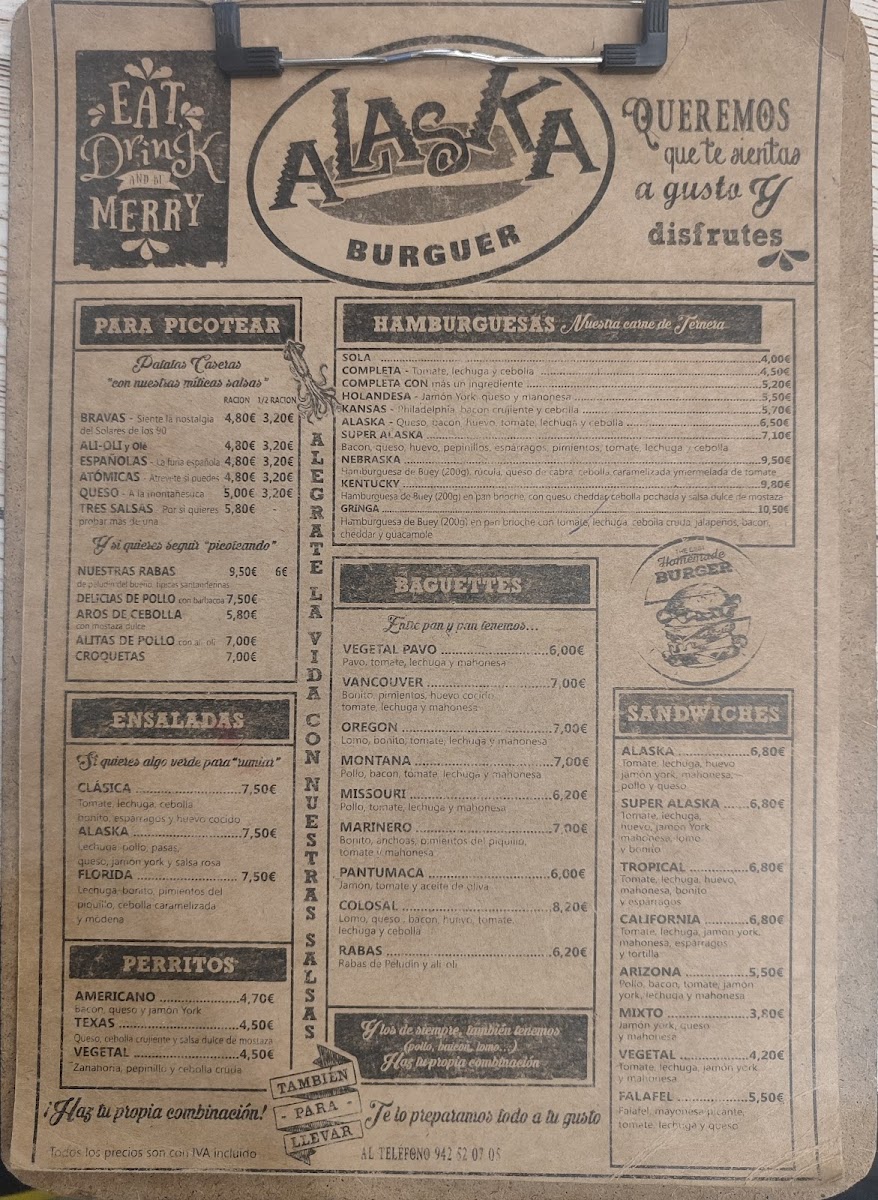 EAT
DRINK
AND BE
MERRY
ALASKA
BURGUER
QUEREMOS
que te sientas
a gusto Y
disfrutes
PARA PICOTEAR
Patatas Caseras
"con nuestras míticas salsas"
RACION 1/2 RACION
BRAVAS - Siente la nostalgia 4,80€ 3,20€
del Solares de los 90
ALI-OLI y Olé 4,80€ 3,20€
ESPAÑOLAS - La furia española 4,80€ 3,20€
ATÓMICAS - Atrevete si puedes 4,80€ 3,20€
QUESO - A la montañesuca 5,00€ 3,20€
TRES SALSAS Por si quieres 5,80€ -
probar más de una
Y si quieres seguir "picoteando"
NUESTRAS RABAS 9,50€ 6€
de peludin del bueno, tipicas santanderinas
DELICIAS DE POLLO con barbacoa 7,50€
AROS DE CEBOLLA 5,80€
con mostaza dulce
ALITAS DE POLLO con ali-oli 7,00€
CROQUETAS 7,00€
ENSALADAS
Si quieres algo verde para "rumiar"
CLÁSICA 7,50€
Tomate, lechuga, cebolla
bonito, esparragos y huevo cocido
ALASKA 7,50€
Lechuga, pollo, pasas,
queso, jamón york y salsa rosa
FLORIDA 7,50€
Lechuga, bonito, pimientos del
piquillo, cebolla caramelizada
y módena
PERRITOS
AMERICANO 4,70€
Bacon, queso y jamón York
TEXAS 4,50€
Queso, cebolla crujiente y salsa dulce de mostaza
VEGETAL 4,50€
Zanahoria, pepinillo y cebolla cruda
ALEGRATE LA VIDA CON NUESTRAS SALSAS
HAMBURGUESAS Nuestra carne de Ternera
SOLA 4,00€
COMPLETA - Tomate, lechuga y cebolla 4,50€
COMPLETA CON más un ingrediente 5,20€
HOLANDESA - Jamón York, queso y mahonesa 5,50€
KANSAS - Philadelphia, bacon crujiente y cebolla 5,70€
ALASKA - Queso, bacon, huevo, tomate, lechuga y cebolla 6,50€
SUPER ALASKA 7,10€
Bacon, queso, huevo, pepinillos, esparragos, pimientos, tomate, lechuga y cebolla
NEBRASKA 9,50€
Hamburguesa de Buey (200g), rúcula, queso de cabra, cebolla caramelizada y mermelada de tomate
KENTUCKY 9,80€
Hamburguesa de Buey (200g) en pan brioche, con queso cheddar, cebolla pochada y salsa dulce de mostaza
GRINGA 10,50€
Hamburguesa de Buey (200g) en pan brioche con tomate, lechuga, cebolla cruda, jalapeños, bacon,
cheddar y guacamole
Homemade
BURGER
BAGUETTES
Entre pan y pan tenemos...
VEGETAL PAVO 6,00€
Pavo, tomate, lechuga y mahonesa
VANCOUVER 7,00€
Bonito, pimientos, huevo cocido
tomate, lechuga y mahonesa
OREGON 7,00€
Lomo, bonito, tomate, lechuga y mahonesa
MONTANA 7,00€
Pollo, bacon, tomate, lechuga y mahonesa
MISSOURI 6,20€
Pollo, tomate, lechuga y mahonesa
MARINERO 7,00€
Bonito, anchoas, pimientos del piquillo,
tomate y mahonesa
PANTUMACA 6,00€
Jamón, tomate y aceite de oliva
COLOSAL 8,20€
Lomo, queso, bacon, huevo, tomate,
lechuga y cebolla
RABAS 6,20€
Rabas de Peludin y ali-oli
Y los de siempre, también tenemos
(pollo, bacon, lomo...)
Haz tu propia combinación
SANDWICHES
ALASKA 6,80€
Tomate, lechuga, huevo
jamón york, mahonesa,
pollo y queso
SUPER ALASKA 6,80€
Tomate, lechuga,
huevo, jamón York
mahonesa, lomo
y bonito
TROPICAL 6,80€
Tomate, lechuga, huevo,
mahonesa, bonito
y esparragos
CALIFORNIA 6,80€
Tomate, lechuga, jamón york,
mahonesa, espárragos
y tortilla
ARIZONA 5,50€
Pollo, bacon, tomate, jamón
york, lechuga y mahonesa
MIXTO 3,80€
Jamón york, queso
y mahonesa
VEGETAL 4,20€
Tomate, lechuga, jamón york
y mahonesa
FALAFEL 5,50€
Falafel, mayonesa picante,
tomate, lechuga y queso
¡Haz tu propia combinación!
TAMBIÉN
- PARA -
LLEVAR
Te lo preparamos todo a tu gusto
Todos los precios son con IVA incluido
AL TELÉFONO 942 52 07 05